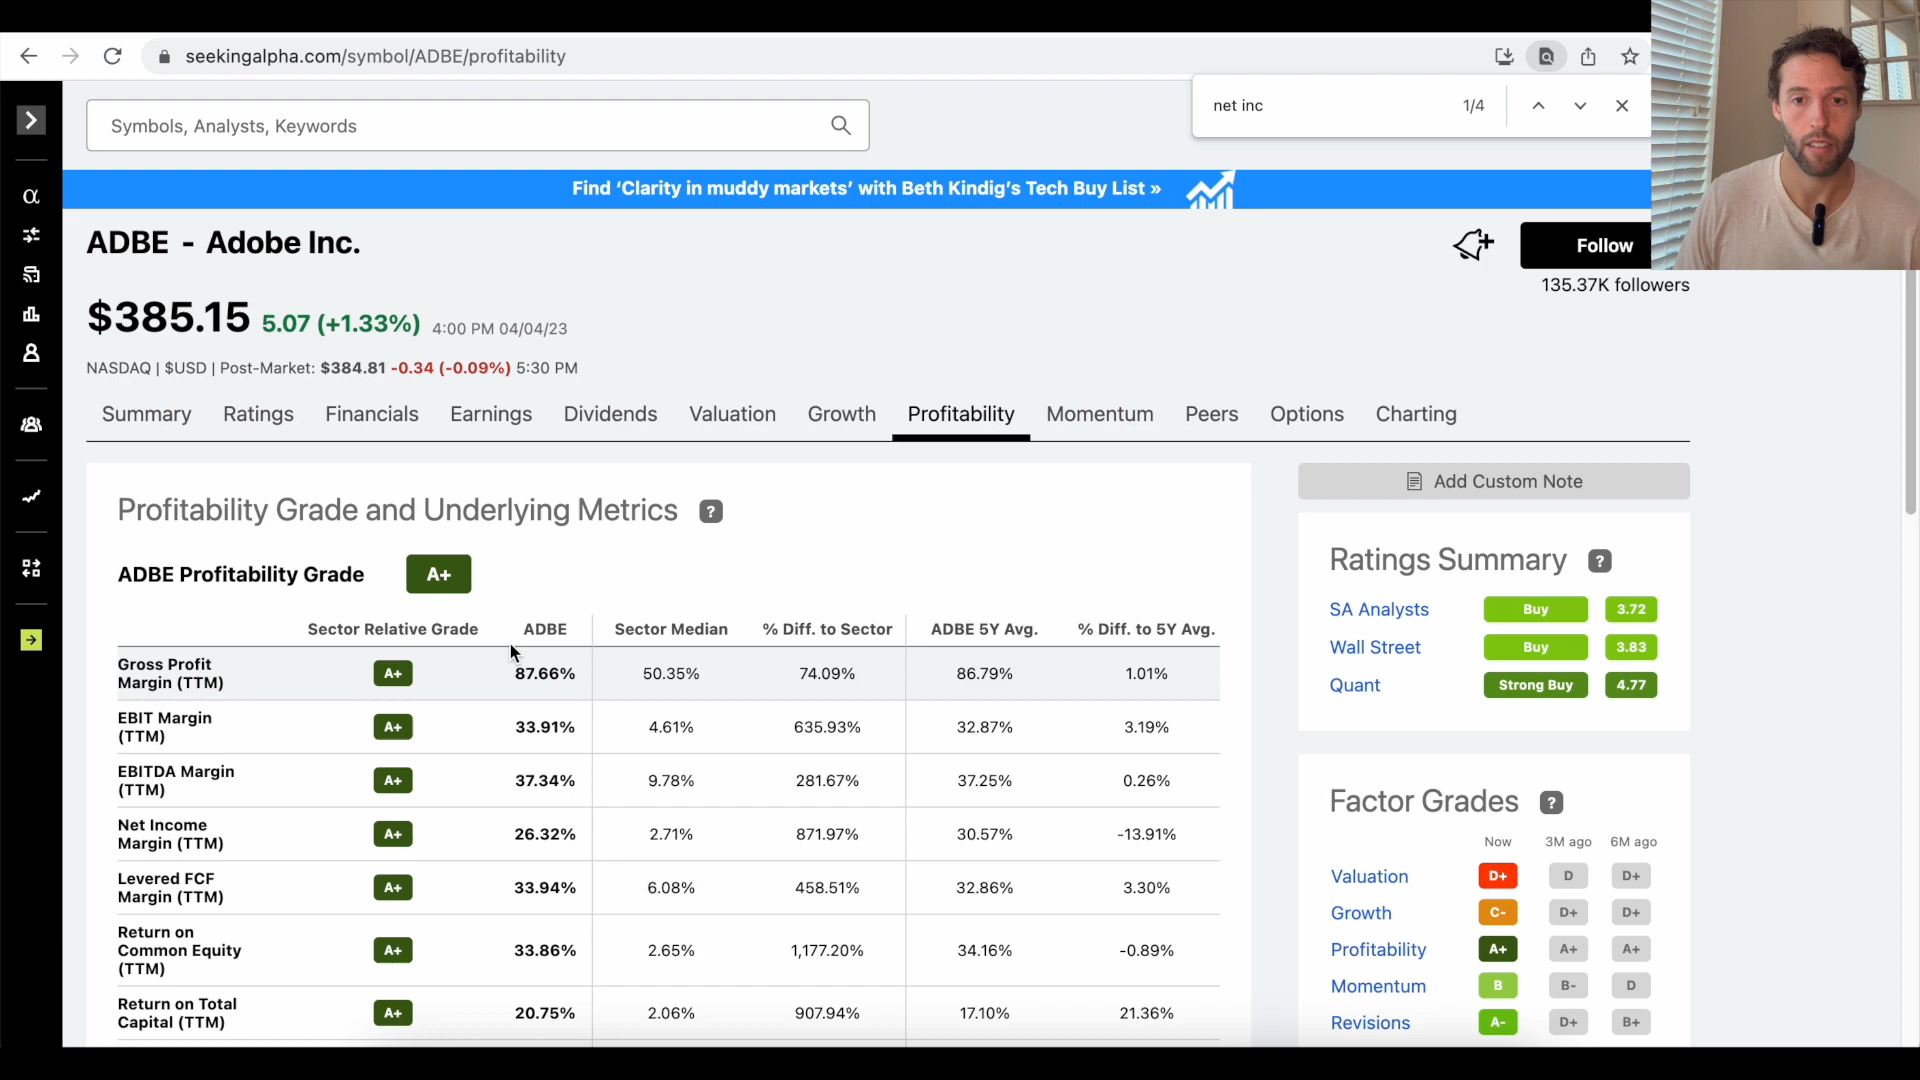 seekingalpha.com/symbol/ADBE/profitability
net inc 1/4
Symbols, Analysts, Keywords
Find ‘Clarity in muddy markets’ with Beth Kindig’s Tech Buy List »
ADBE - Adobe Inc.
Follow
135.37K followers
$385.15 5.07 (+1.33%) 4:00 PM 04/04/23
NASDAQ | $USD | Post-Market: $384.81 -0.34 (-0.09%) 5:30 PM
Summary Ratings Financials Earnings Dividends Valuation Growth Profitability Momentum Peers Options Charting
Profitability Grade and Underlying Metrics ?
ADBE Profitability Grade A+
Sector Relative Grade ADBE Sector Median % Diff. to Sector ADBE 5Y Avg. % Diff. to 5Y Avg.
Gross Profit
Margin (TTM) A+ 87.66% 50.35% 74.09% 86.79% 1.01%
EBIT Margin
(TTM) A+ 33.91% 4.61% 635.93% 32.87% 3.19%
EBITDA Margin
(TTM) A+ 37.34% 9.78% 281.67% 37.25% 0.26%
Net Income
Margin (TTM) A+ 26.32% 2.71% 871.97% 30.57% -13.91%
Levered FCF
Margin (TTM) A+ 33.94% 6.08% 458.51% 32.86% 3.30%
Return on
Common Equity A+ 33.86% 2.65% 1,177.20% 34.16% -0.89%
(TTM)
Return on Total
Capital (TTM) A+ 20.75% 2.06% 907.94% 17.10% 21.36%
Add Custom Note
Ratings Summary ?
SA Analysts Buy 3.72
Wall Street Buy 3.83
Quant Strong Buy 4.77
Factor Grades ?
Now 3M ago 6M ago
Valuation D+ D D+
Growth C- D+ D+
Profitability A+ A+ A+
Momentum B B- D
Revisions A- D+ B+